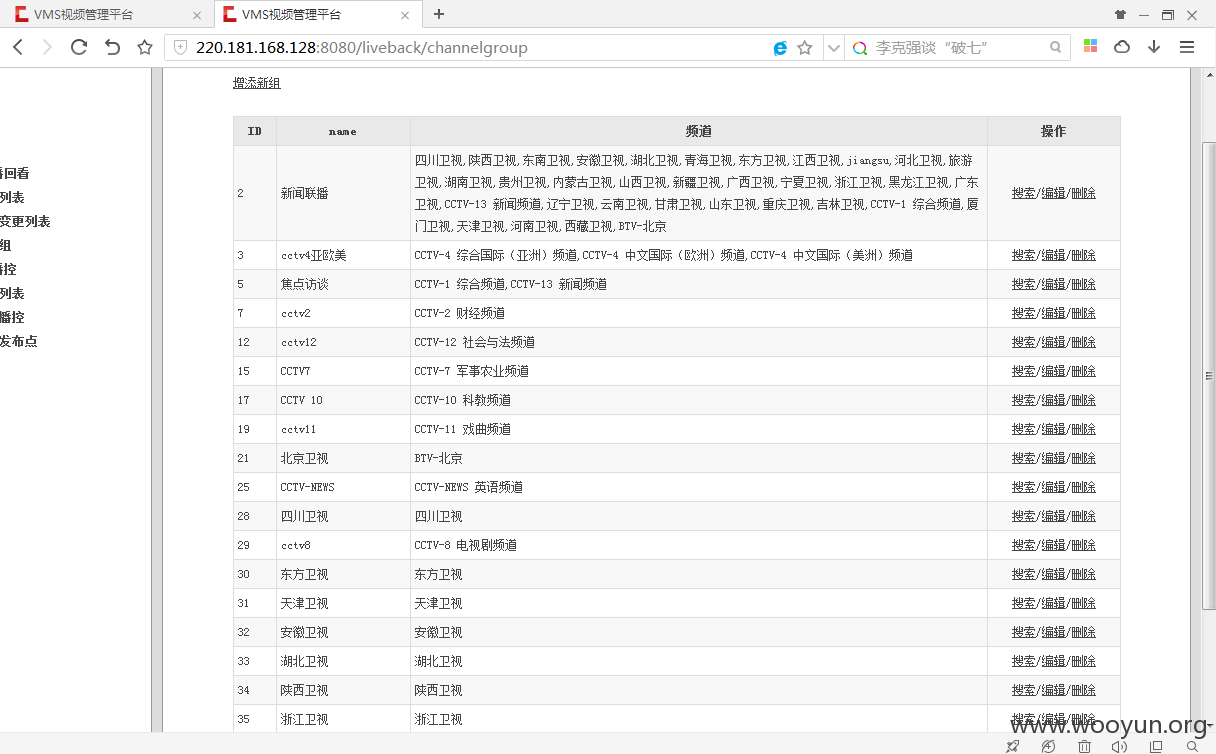 VMS视频管理平台
VMS视频管理平台
220.181.168.128:8080/liveback/channelgroup
李克强谈“破七”
增添新组
回看
列表
变更列表
组
播控
列表
播控
发布点
ID name 频道 操作
2 新闻联播 四川卫视,陕西卫视,东南卫视,安徽卫视,湖北卫视,青海卫视,东方卫视,江西卫视,jiangsu,河北卫视,旅游
卫视,湖南卫视,贵州卫视,内蒙古卫视,山西卫视,新疆卫视,广西卫视,宁夏卫视,浙江卫视,黑龙江卫视,广东
卫视,CCTV-13 新闻频道,辽宁卫视,云南卫视,甘肃卫视,山东卫视,重庆卫视,吉林卫视,CCTV-1 综合频道,厦
门卫视,天津卫视,河南卫视,西藏卫视,BTV-北京 搜索/编辑/删除
3 cctv4亚欧美 CCTV-4 综合国际（亚洲）频道,CCTV-4 中文国际（欧洲）频道,CCTV-4 中文国际（美洲）频道 搜索/编辑/删除
5 焦点访谈 CCTV-1 综合频道,CCTV-13 新闻频道 搜索/编辑/删除
7 cctv2 CCTV-2 财经频道 搜索/编辑/删除
12 cctv12 CCTV-12 社会与法频道 搜索/编辑/删除
15 CCTV7 CCTV-7 军事农业频道 搜索/编辑/删除
17 CCTV 10 CCTV-10 科教频道 搜索/编辑/删除
19 cctv11 CCTV-11 戏曲频道 搜索/编辑/删除
21 北京卫视 BTV-北京 搜索/编辑/删除
25 CCTV-NEWS CCTV-NEWS 英语频道 搜索/编辑/删除
28 四川卫视 四川卫视 搜索/编辑/删除
29 cctv8 CCTV-8 电视剧频道 搜索/编辑/删除
30 东方卫视 东方卫视 搜索/编辑/删除
31 天津卫视 天津卫视 搜索/编辑/删除
32 安徽卫视 安徽卫视 搜索/编辑/删除
33 湖北卫视 湖北卫视 搜索/编辑/删除
34 陕西卫视 陕西卫视 搜索/编辑/删除
35 浙江卫视 浙江卫视 搜索/编辑/删除
www.wooyun.org